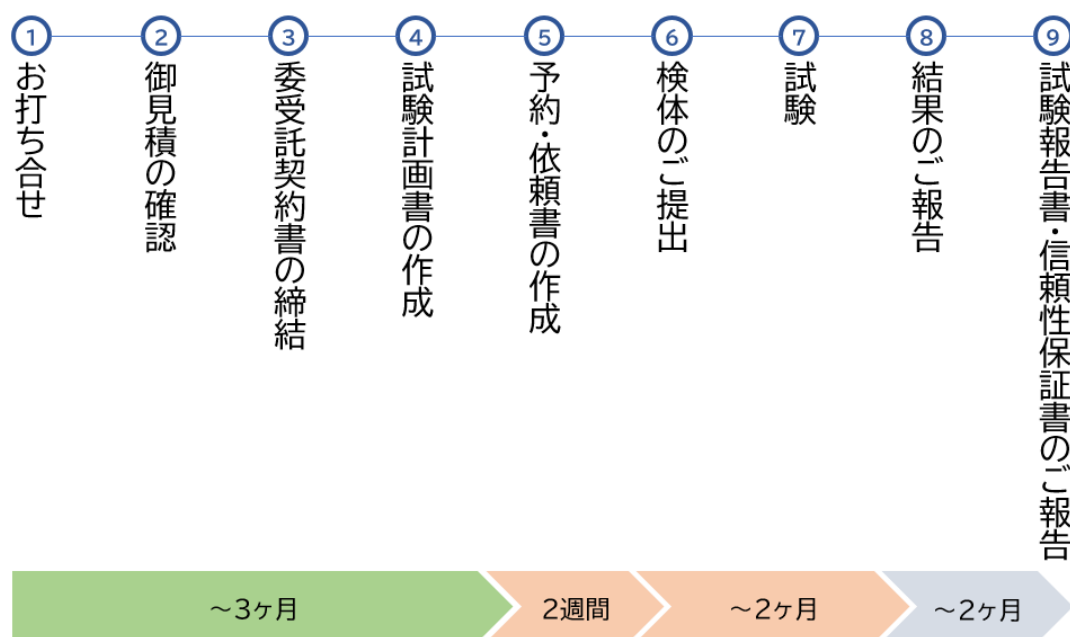 1
お打ち合せ
2
御見積の確認
3
委受託契約書の締結
4
試験計画書の作成
5
予約・依頼書の作成
6
検体のご提出
7
試験
8
結果のご報告
9
試験報告書・信頼性保証書のご報告
～3ヶ月
2週間
～2ヶ月
～2ヶ月